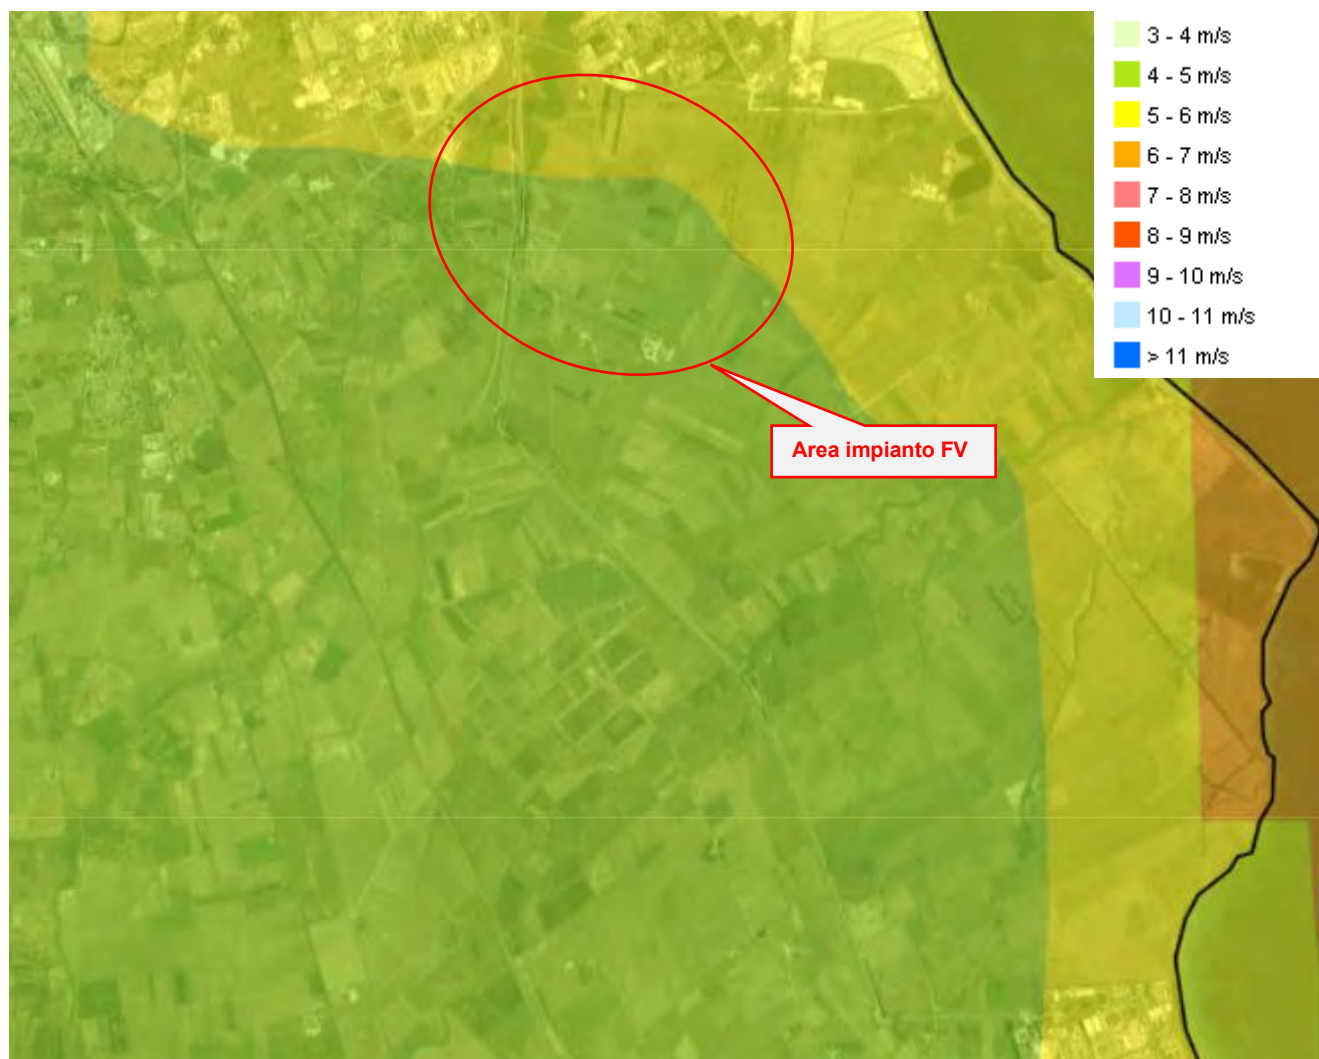 3 - 4 m/s
4 - 5 m/s
5 - 6 m/s
6 - 7 m/s
7 - 8 m/s
8 - 9 m/s
9 - 10 m/s
10 - 11 m/s
> 11 m/s
Area impianto FV